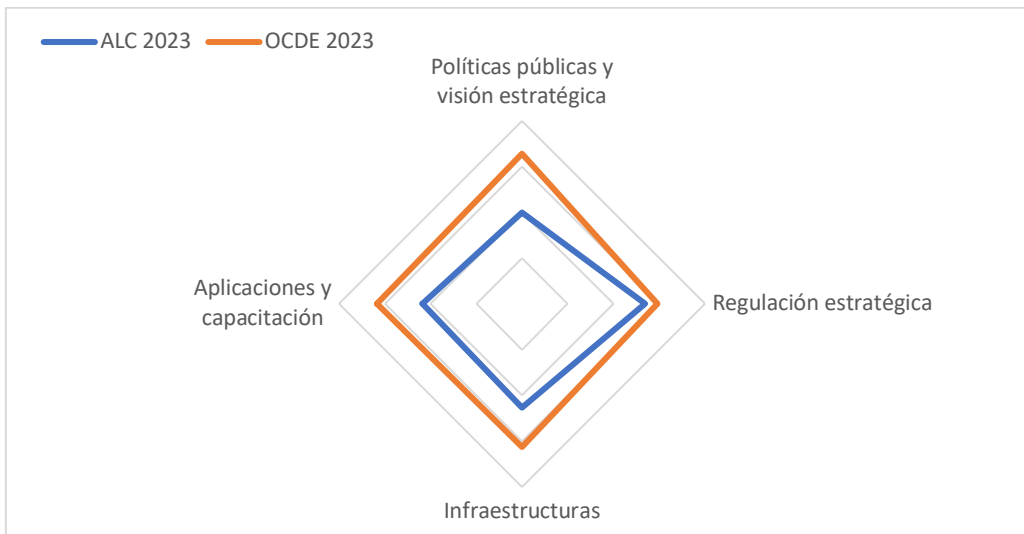 ALC 2023
OCDE 2023
Políticas públicas y
visión estratégica
Aplicaciones y
capacitación
Regulación estratégica
Infraestructuras